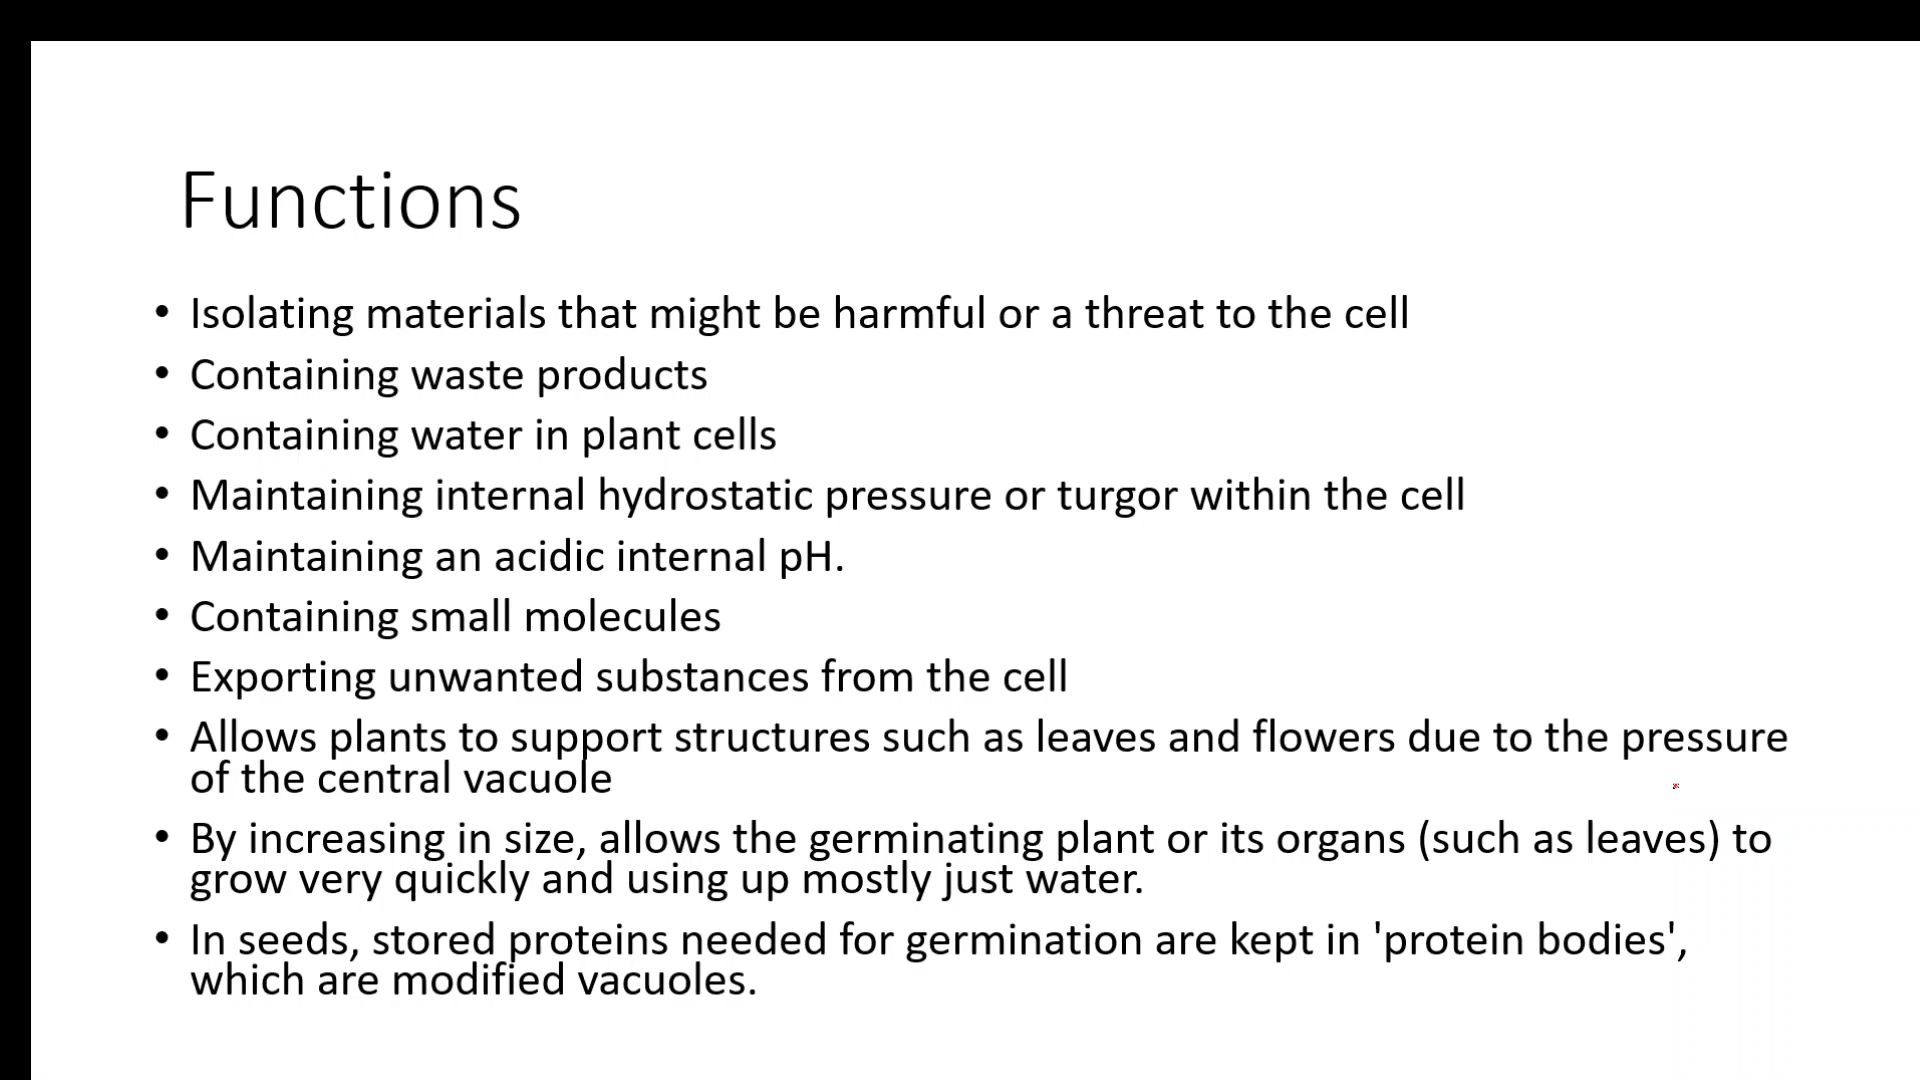 Functions
• Isolating materials that might be harmful or a threat to the cell
• Containing waste products
• Containing water in plant cells
• Maintaining internal hydrostatic pressure or turgor within the cell
• Maintaining an acidic internal pH.
• Containing small molecules
• Exporting unwanted substances from the cell
• Allows plants to support structures such as leaves and flowers due to the pressure
of the central vacuole
• By increasing in size, allows the germinating plant or its organs (such as leaves) to
grow very quickly and using up mostly just water.
• In seeds, stored proteins needed for germination are kept in 'protein bodies',
which are modified vacuoles.